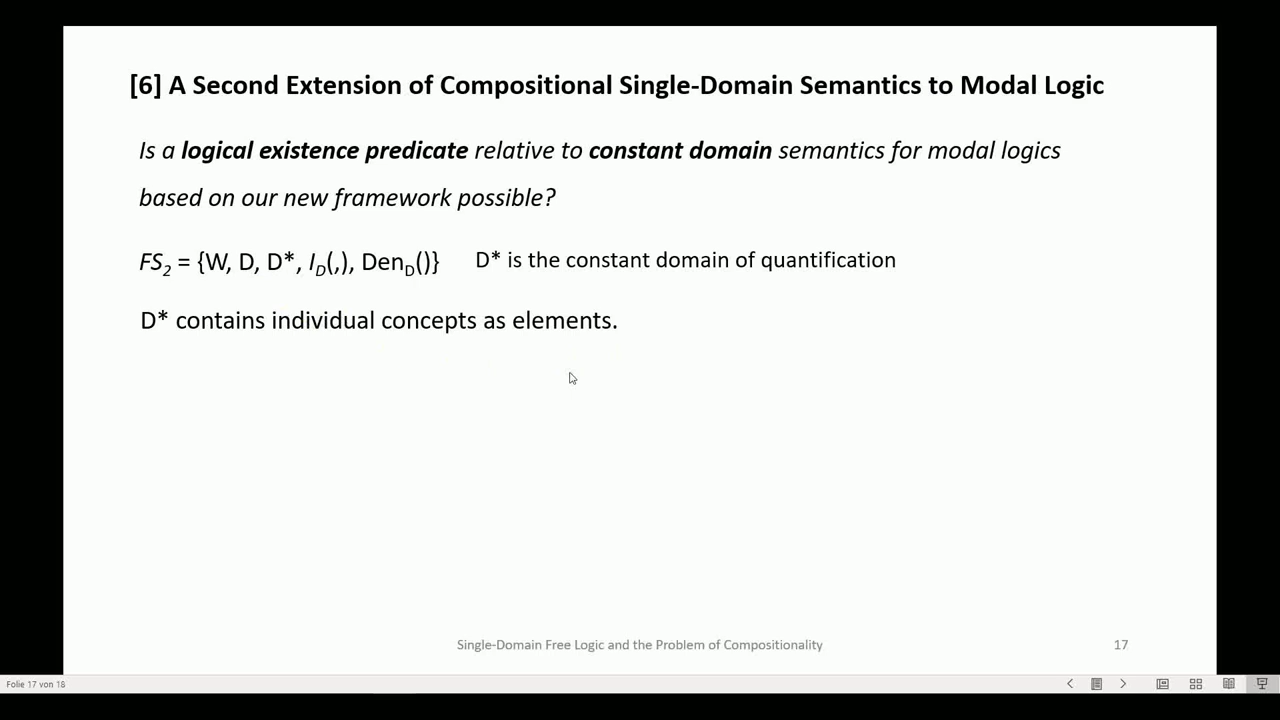 [6] A Second Extension of Compositional Single-Domain Semantics to Modal Logic
Is a logical existence predicate relative to constant domain semantics for modal logics
based on our new framework possible?
FS₂ = {W, D, D*, I_D(,), Den_D()} D* is the constant domain of quantification
D* contains individual concepts as elements.
Single-Domain Free Logic and the Problem of Compositionality 17
Folie 17 von 18